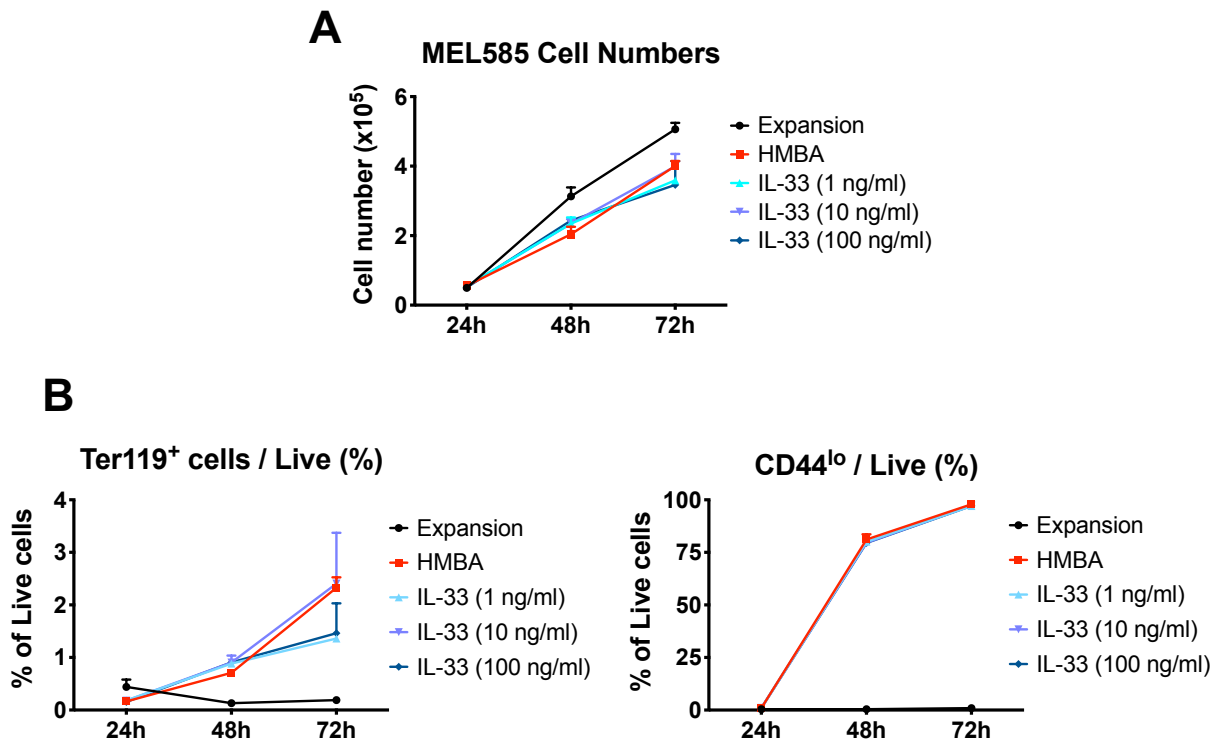 A
MEL585 Cell Numbers
Cell number (x10⁵)
6
4
2
0
24h 48h 72h
Expansion
HMBA
IL-33 (1 ng/ml)
IL-33 (10 ng/ml)
IL-33 (100 ng/ml)
B
Ter119⁺ cells / Live (%)
% of Live cells
4
3
2
1
0
24h 48h 72h
Expansion
HMBA
IL-33 (1 ng/ml)
IL-33 (10 ng/ml)
IL-33 (100 ng/ml)
CD44ˡᵒ / Live (%)
% of Live cells
100
75
50
25
0
24h 48h 72h
Expansion
HMBA
IL-33 (1 ng/ml)
IL-33 (10 ng/ml)
IL-33 (100 ng/ml)